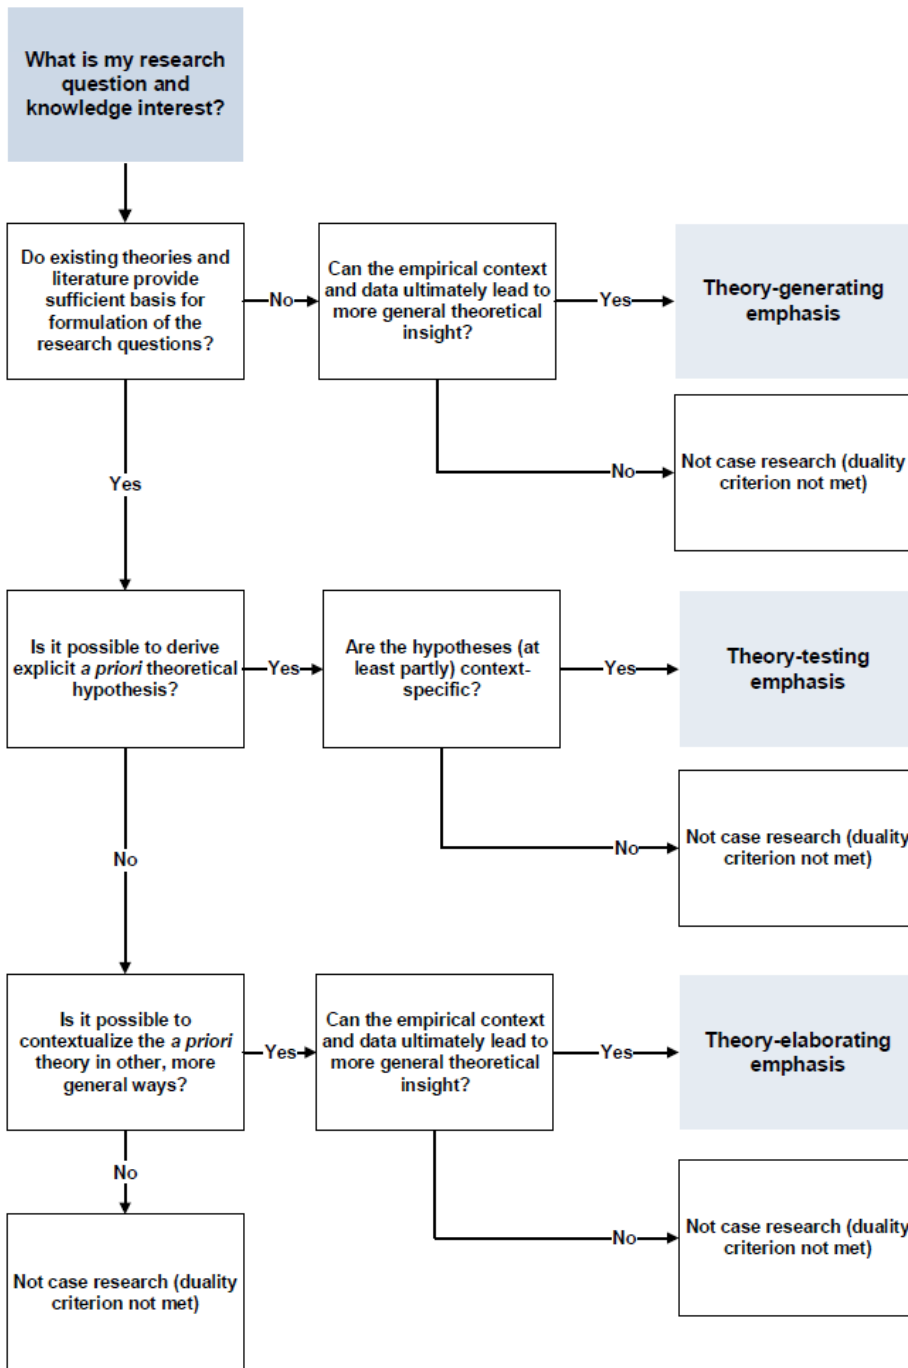 What is my research
question and
knowledge interest?
Do existing theories and
literature provide
sufficient basis for
formulation of the
research questions?
No
Can the empirical context
and data ultimately lead to
more general theoretical
insight?
Yes
Theory-generating
emphasis
No
Not case research (duality
criterion not met)
Yes
Is it possible to derive
explicit a priori theoretical
hypothesis?
Yes
Are the hypotheses (at
least partly) context-
specific?
Yes
Theory-testing
emphasis
No
Not case research (duality
criterion not met)
No
Is it possible to
contextualize the a priori
theory in other, more
general ways?
Yes
Can the empirical context
and data ultimately lead to
more general theoretical
insight?
Yes
Theory-elaborating
emphasis
No
Not case research (duality
criterion not met)
No
Not case research (duality
criterion not met)